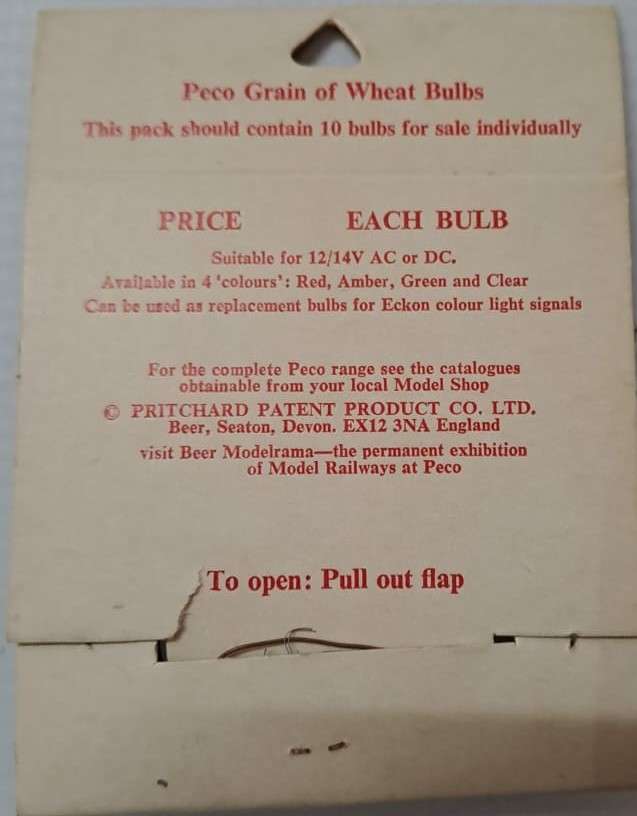 Peco Grain of Wheat Bulbs
This pack should contain 10 bulbs for sale individually
PRICE EACH BULB
Suitable for 12/14V AC or DC.
Available in 4 'colours': Red, Amber, Green and Clear
Can be used as replacement bulbs for Eckon colour light signals
For the complete Peco range see the catalogues
obtainable from your local Model Shop
© PRITCHARD PATENT PRODUCT CO. LTD.
Beer, Seaton, Devon. EX12 3NA England
visit Beer Modelrama—the permanent exhibition
of Model Railways at Peco
To open: Pull out flap